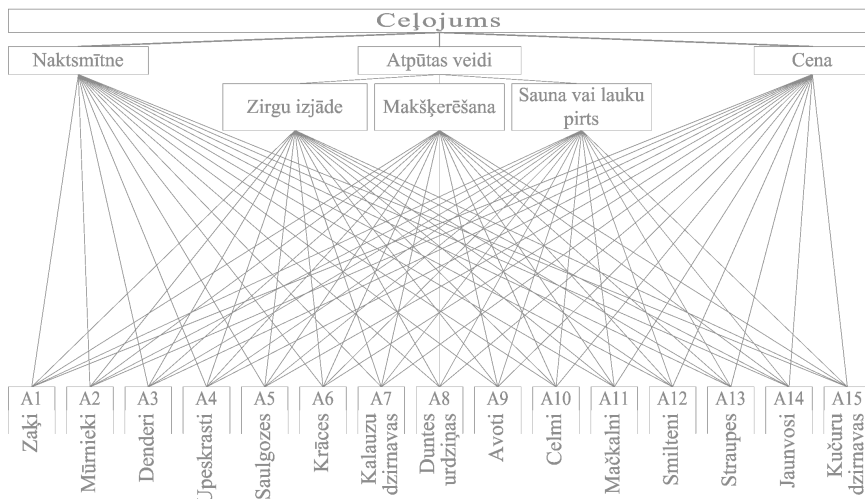 Ceļojums
Naktsmītne
Atpūtas veidi
Cena
Zirgu izjāde
Makšķerēšana
Sauna vai lauku
pirts
A1
A2
A3
A4
A5
A6
A7
A8
A9
A10
A11
A12
A13
A14
A15
Zaķi
Mūrnieki
Denderi
Upeskrasti
Saulgozes
Krāces
Kalauzu
dzirnavas
Duntes
urdziņas
Avoti
Celmi
Mačkalni
Smilteni
Straupes
Jaunvosi
Kučuru
dzirnavas